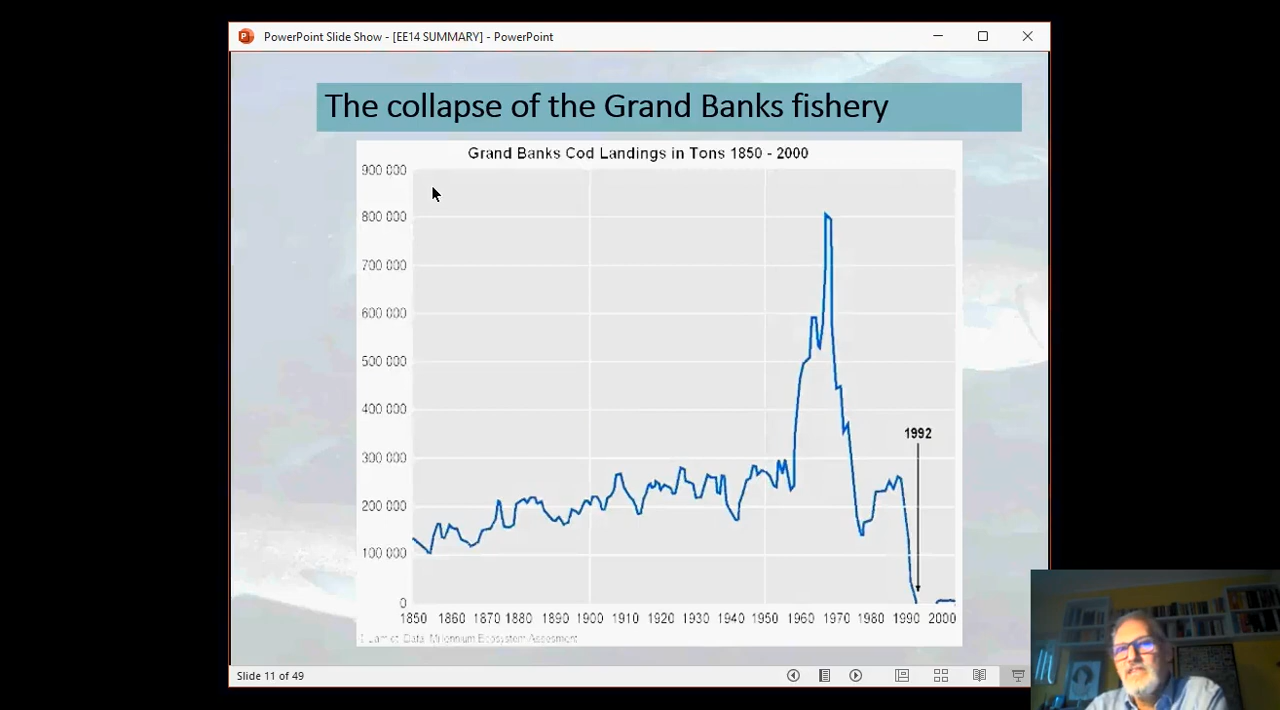 PowerPoint Slide Show - [EE14 SUMMARY] - PowerPoint
The collapse of the Grand Banks fishery
Grand Banks Cod Landings in Tons 1850 - 2000
900 000
800 000
700 000
600 000
500 000
400 000
300 000
200 000
100 000
0
1992
1850 1860 1870 1880 1890 1900 1910 1920 1930 1940 1950 1960 1970 1980 1990 2000
Data: Millennium Ecosystem Assesment
Slide 11 of 49